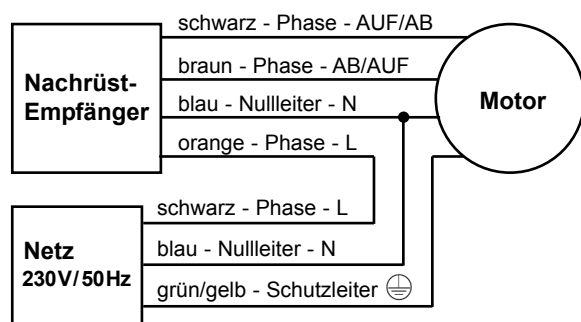 schwarz - Phase - AUF/AB
braun - Phase - AB/AUF
Nachrüst-
Empfänger
blau - Nullleiter - N
Motor
orange - Phase - L
schwarz - Phase - L
Netz
230V/50Hz
blau - Nullleiter - N
grün/gelb - Schutzleiter